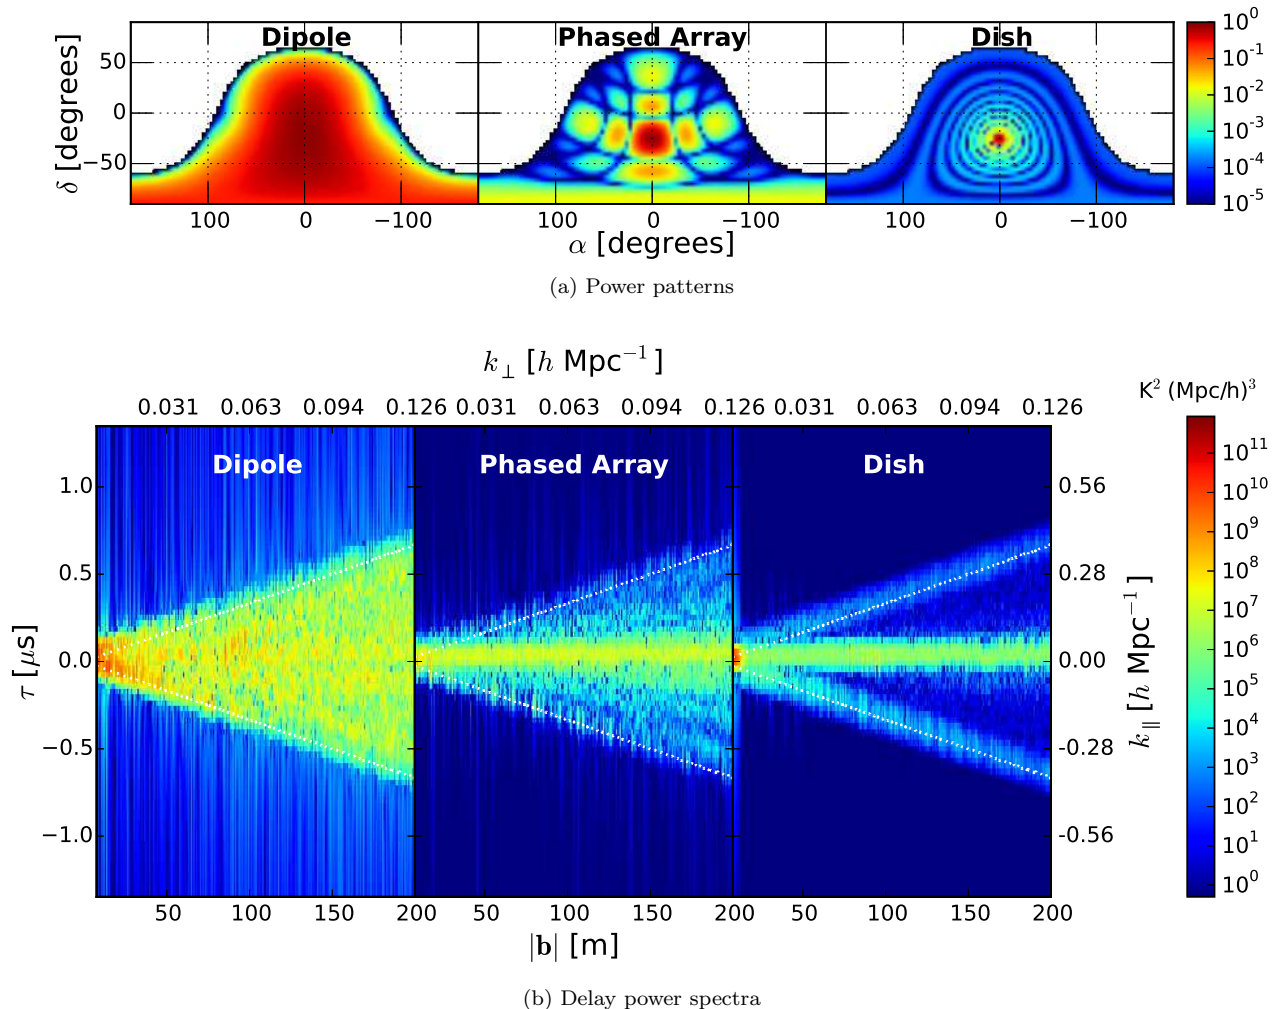 Dipole
Phased Array
Dish
δ [degrees]
50
0
−50
100 0 −100
100 0 −100
100 0 −100
α [degrees]
10^0
10^-1
10^-2
10^-3
10^-4
10^-5
(a) Power patterns
k_⊥ [h Mpc^−1]
0.031 0.063 0.094 0.126
0.031 0.063 0.094 0.126
0.031 0.063 0.094 0.126
Dipole
Phased Array
Dish
τ [μs]
1.0
0.5
0.0
−0.5
−1.0
0.56
0.28
0.00
-0.28
-0.56
k_∥ [h Mpc^−1]
50 100 150 200
50 100 150 200
50 100 150 200
|b| [m]
K^2 (Mpc/h)^3
10^11
10^10
10^9
10^8
10^7
10^6
10^5
10^4
10^3
10^2
10^1
10^0
(b) Delay power spectra